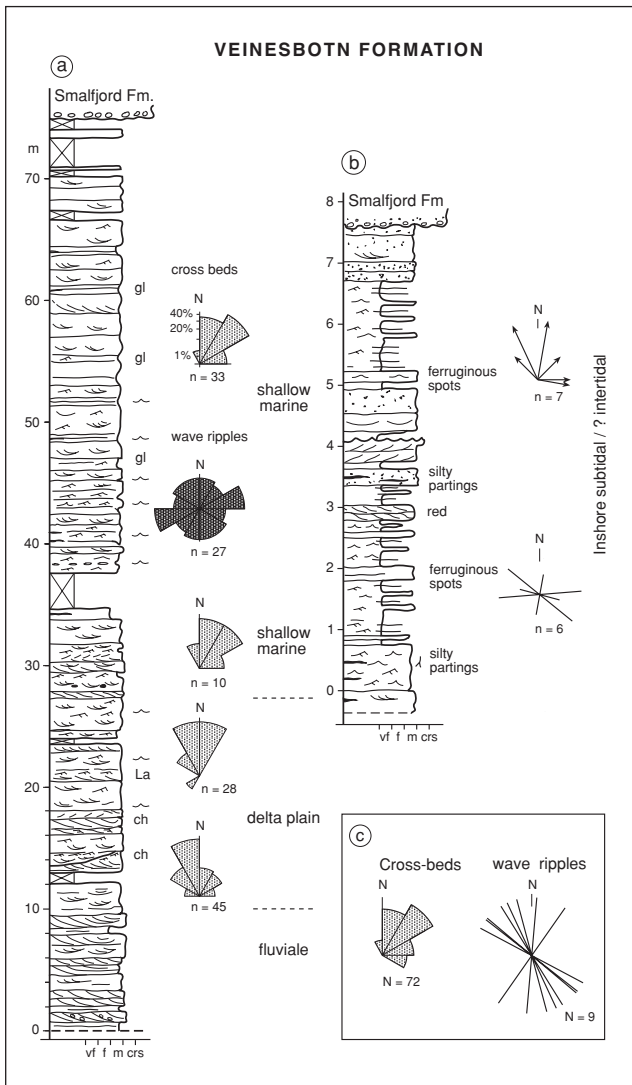 VEINESBOTN FORMATION
a
Smalfjord Fm.
m
70
60
50
40
30
20
10
0
vf f m crs
gl
gl
gl
La
ch
ch
cross beds
N
40%
20%
1%
n = 33
shallow
marine
wave ripples
N
n = 27
N
n = 10
shallow
marine
N
n = 28
delta plain
N
n = 45
fluviale
b
Smalfjord Fm
8
7
6
5
4
3
2
1
0
vf f m crs
ferruginous
spots
silty
partings
red
ferruginous
spots
silty
partings
N
n = 7
N
n = 6
Inshore subtidal / ? intertidal
c
Cross-beds
N
N = 72
wave ripples
N
N = 9